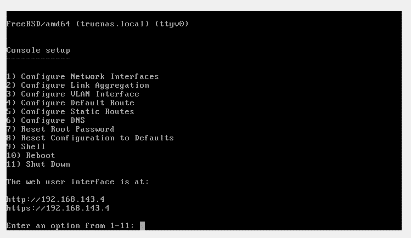 FreeBSD/amd64 (truenas.local) (ttyv0)
Console setup
-------------
1) Configure Network Interfaces
2) Configure Link Aggregation
3) Configure VLAN Interface
4) Configure Default Route
5) Configure Static Routes
6) Configure DNS
7) Reset Root Password
8) Reset Configuration to Defaults
9) Shell
10) Reboot
11) Shut Down
The web user interface is at:
http://192.168.143.4
https://192.168.143.4
Enter an option from 1-11: